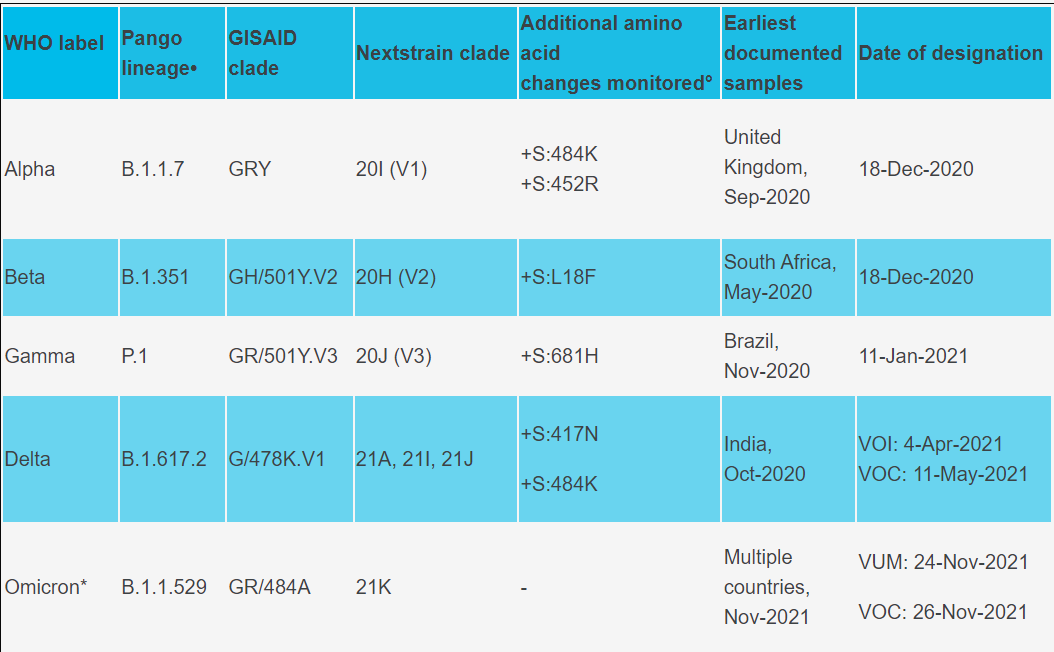 WHO label
Pango
lineage•
GISAID
clade
Nextstrain clade
Additional amino
acid
changes monitored°
Earliest
documented
samples
Date of designation
Alpha
B.1.1.7
GRY
20I (V1)
+S:484K
+S:452R
United
Kingdom,
Sep-2020
18-Dec-2020
Beta
B.1.351
GH/501Y.V2
20H (V2)
+S:L18F
South Africa,
May-2020
18-Dec-2020
Gamma
P.1
GR/501Y.V3
20J (V3)
+S:681H
Brazil,
Nov-2020
11-Jan-2021
Delta
B.1.617.2
G/478K.V1
21A, 21I, 21J
+S:417N
+S:484K
India,
Oct-2020
VOI: 4-Apr-2021
VOC: 11-May-2021
Omicron*
B.1.1.529
GR/484A
21K
-
Multiple
countries,
Nov-2021
VUM: 24-Nov-2021
VOC: 26-Nov-2021